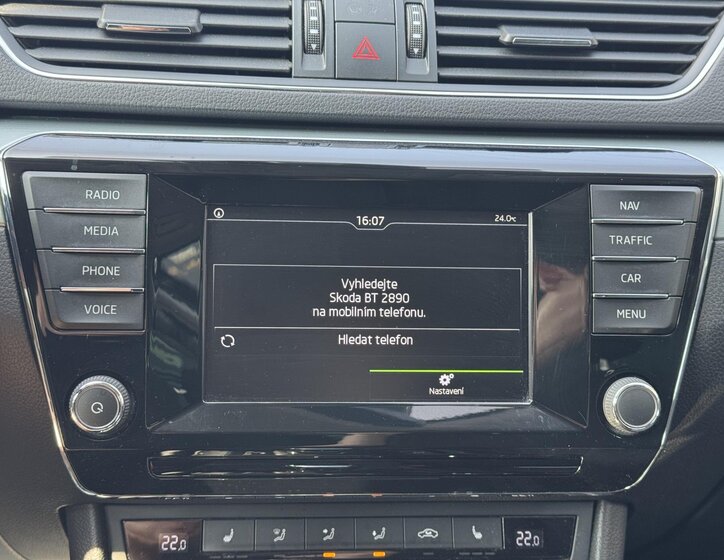 16:07
24.0°C
Vyhledejte
Skoda BT 2890
na mobilním telefonu.
Hledat telefon
Nastavení
RADIO
MEDIA
PHONE
VOICE
NAV
TRAFFIC
CAR
MENU
22.0
22.0